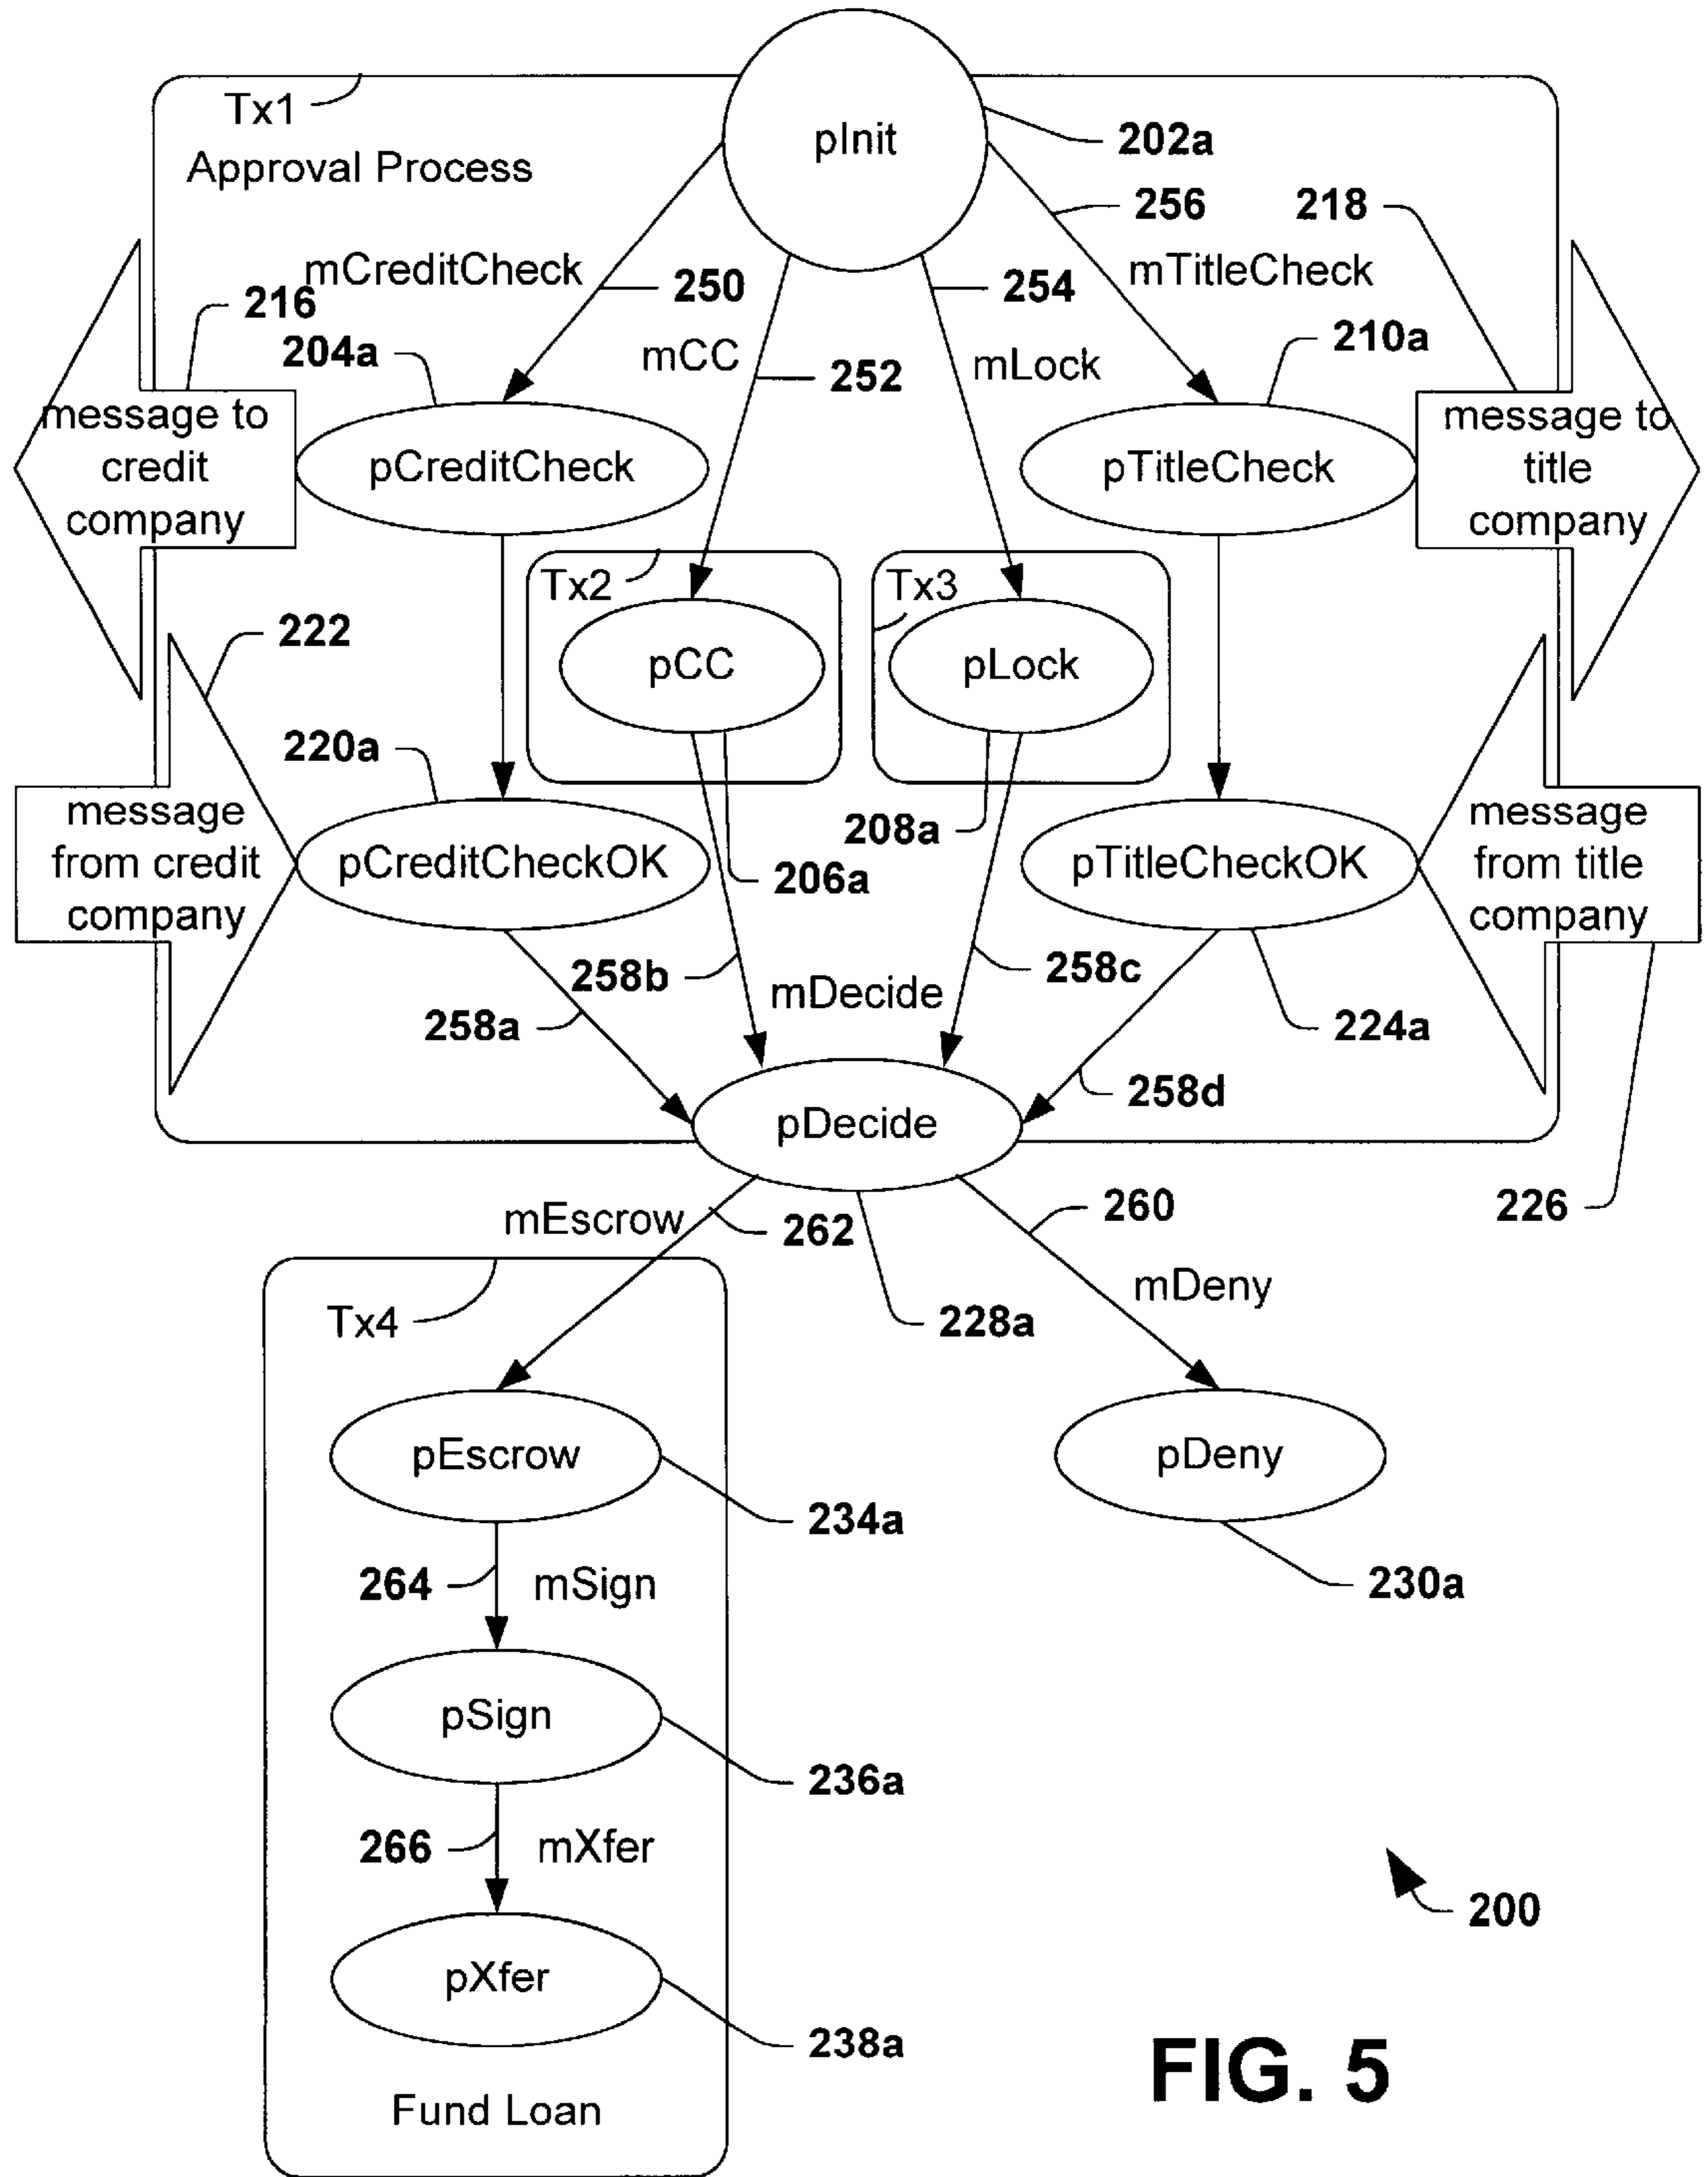 Tx1
pInit
202a
Approval Process
256
218
mCreditCheck
250
254
mTitleCheck
216
204a
mCC
252
mLock
210a
message to
credit
company
pCreditCheck
pTitleCheck
message to
title
company
Tx2
Tx3
222
pCC
pLock
220a
208a
message
from credit
company
pCreditCheckOK
206a
pTitleCheckOK
message
from title
company
258b
mDecide
258c
258a
224a
258d
pDecide
mEscrow
262
260
226
Tx4
228a
mDeny
pEscrow
pDeny
234a
264
mSign
230a
pSign
236a
266
mXfer
200
pXfer
238a
Fund Loan
FIG. 5